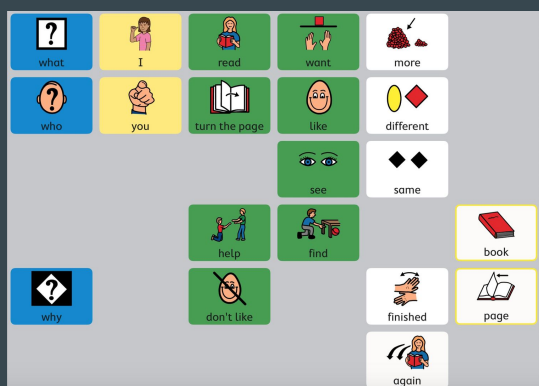 what I read want more
who you turn the page like different
see same
help find book
why don't like finished page
again